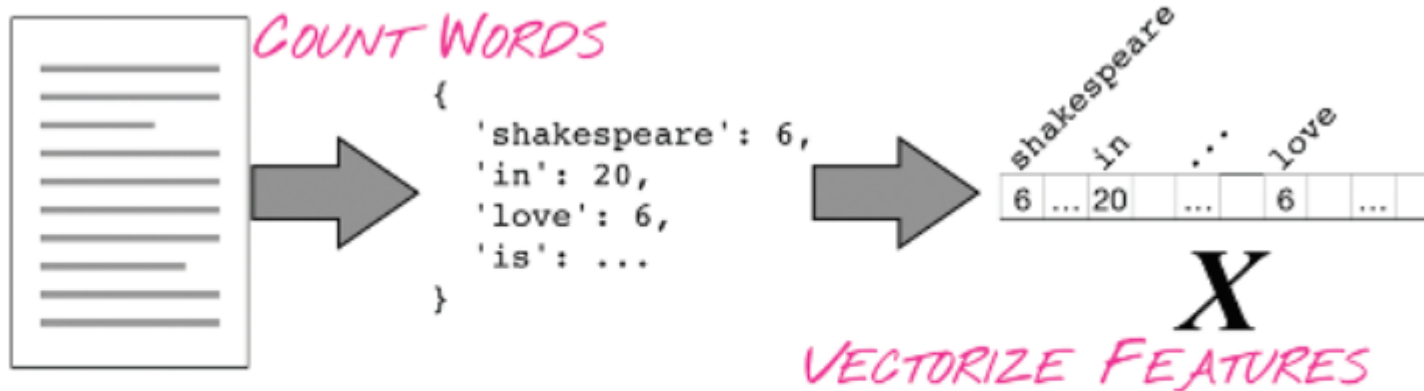 COUNT WORDS
{
'shakespeare': 6,
'in': 20,
'love': 6,
'is': ...
}
shakespeare in ... love
6 ... 20 ... 6 ...
X
VECTORIZE FEATURES